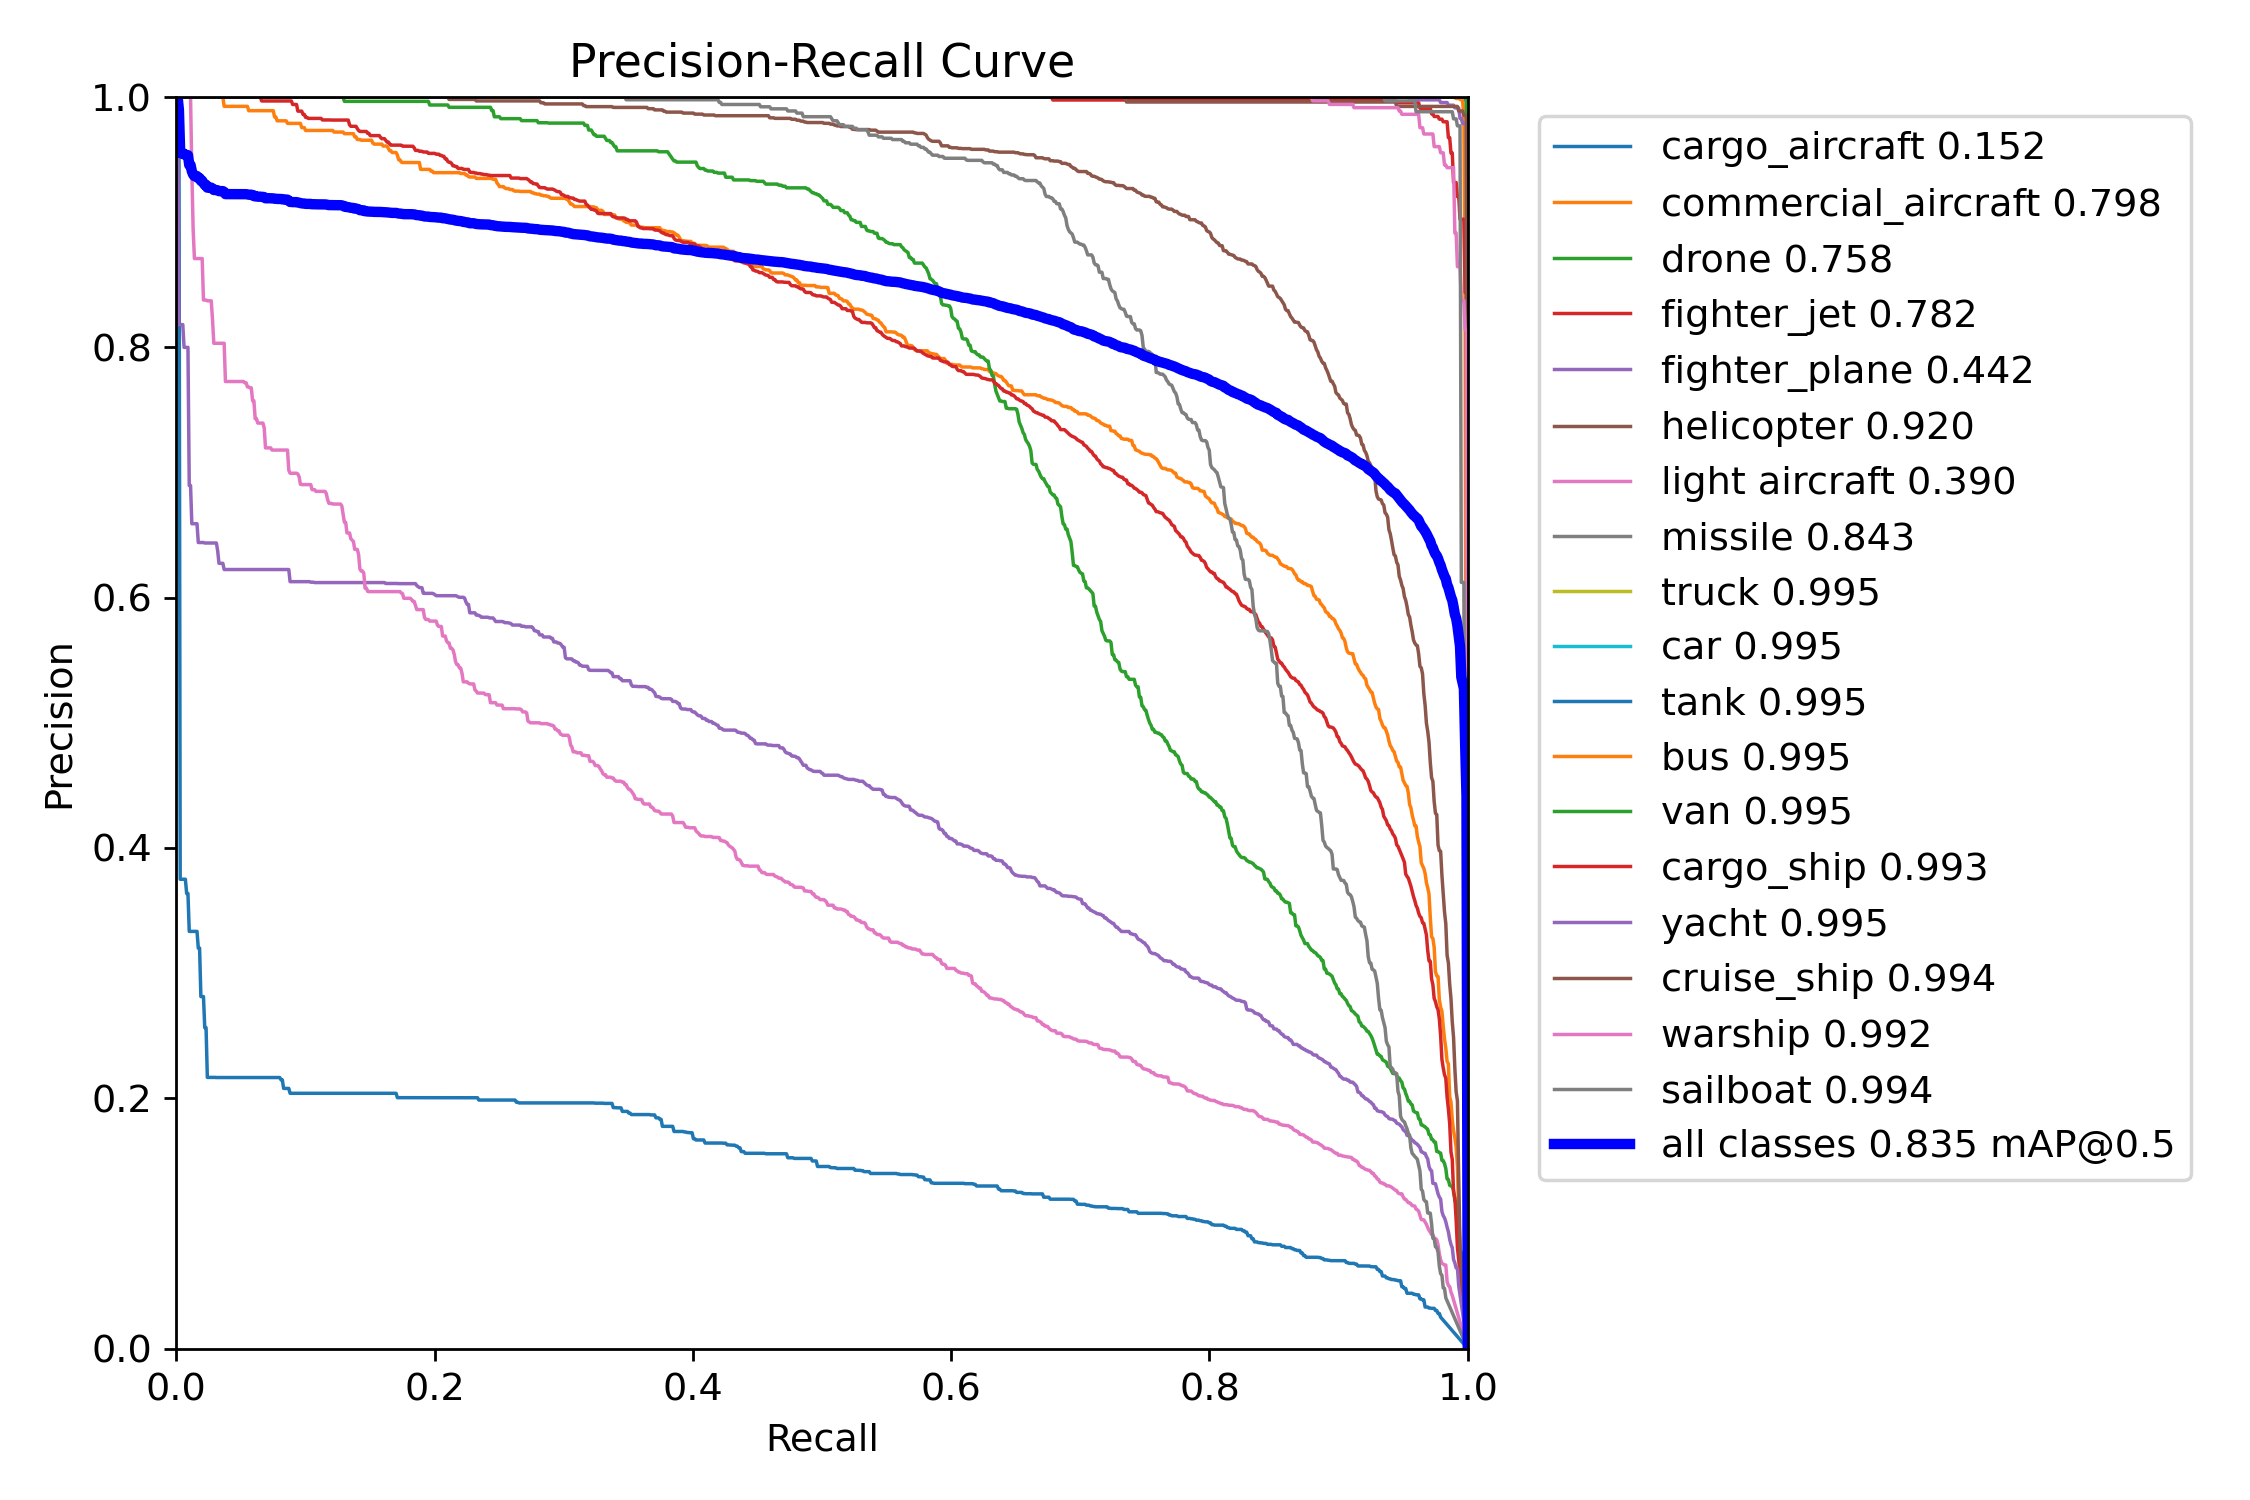 Precision-Recall Curve
1.0
0.8
0.6
0.4
0.2
0.0
Precision
0.0 0.2 0.4 0.6 0.8 1.0
Recall
cargo_aircraft 0.152
commercial_aircraft 0.798
drone 0.758
fighter_jet 0.782
fighter_plane 0.442
helicopter 0.920
light aircraft 0.390
missile 0.843
truck 0.995
car 0.995
tank 0.995
bus 0.995
van 0.995
cargo_ship 0.993
yacht 0.995
cruise_ship 0.994
warship 0.992
sailboat 0.994
all classes 0.835 mAP@0.5